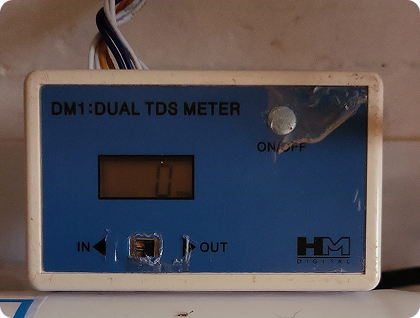 DM1:DUAL TDS METER
ON/OFF
0
IN OUT
HM
DIGITAL